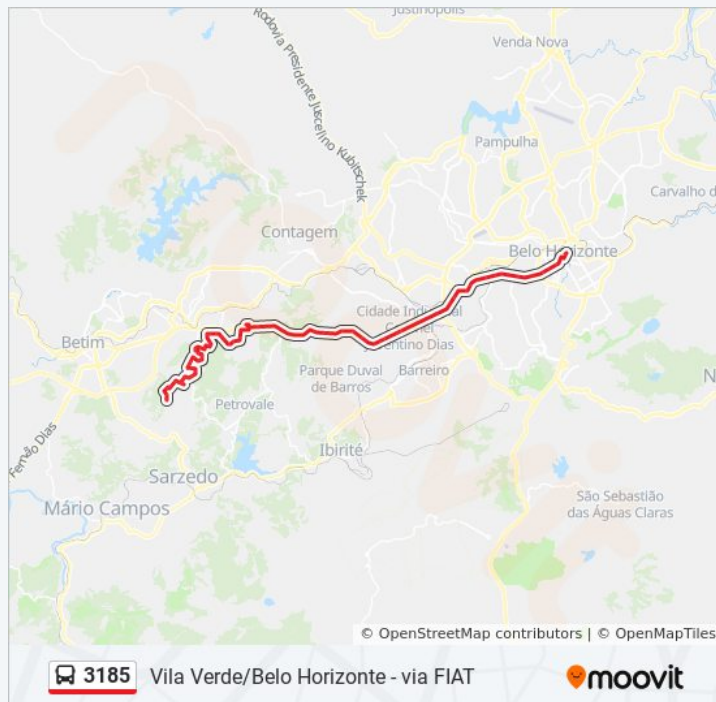 Justinópolis
Rodovia Presidente Juscelino Kubitschek
Venda Nova
Pampulha
Carvalho d
Contagem
Belo Horizonte
Cidade Industrial
Coronel
Juventino Dias
Betim
Parque Duval
de Barros
Barreiro
N
Petrovale
Fernão Dias
Ibirité
Sarzedo
Mário Campos
São Sebastião
das Águas Claras
© OpenStreetMap contributors | © OpenMapTiles
3185 Vila Verde/Belo Horizonte - via FIAT
moovit